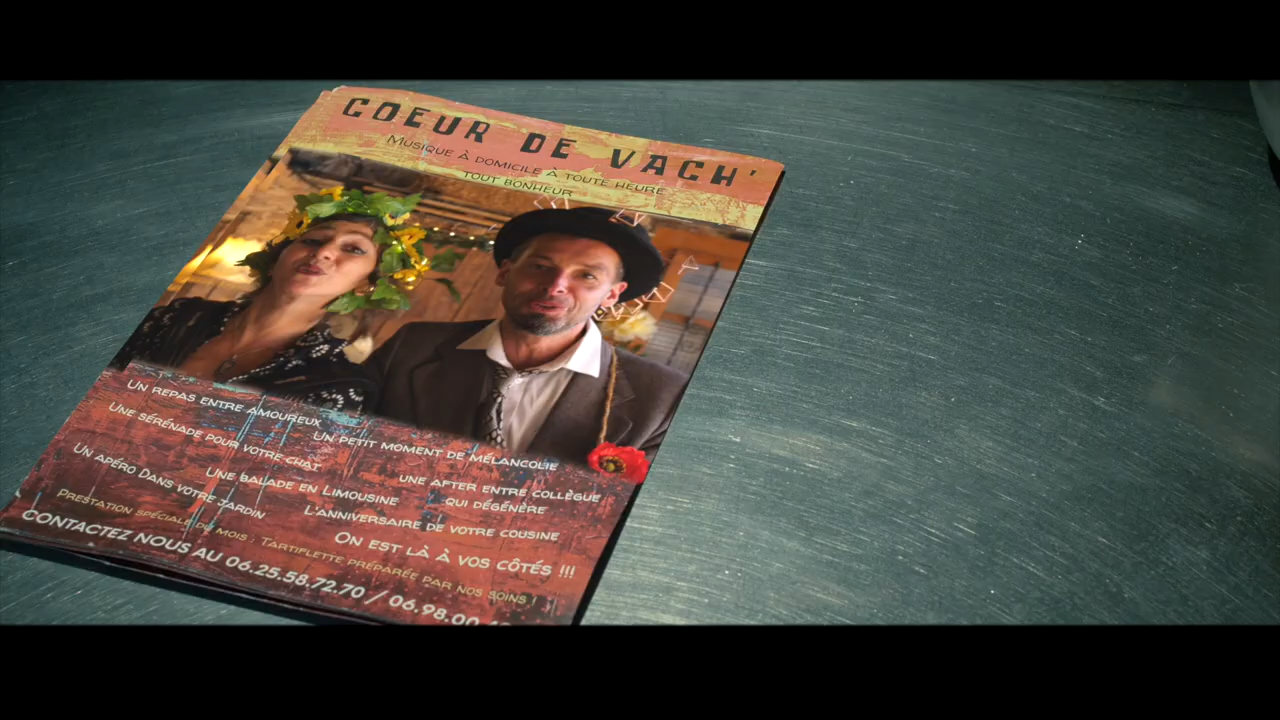 COEUR DE VACH'
MUSIQUE À DOMICILE À TOUTE HEURE
TOUT BONHEUR
UN REPAS ENTRE AMOUREUX
UN PETIT MOMENT DE MÉLANCOLIE
UNE SÉRÉNADE POUR VOTRE CHAT
UNE AFTER ENTRE COLLÈGUE
QUI DÉGÉNÈRE
UNE BALADE EN LIMOUSINE
UN APÉRO DANS VOTRE JARDIN
L'ANNIVERSAIRE DE VOTRE COUSINE
ON EST LÀ À VOS CÔTÉS !!!
PRESTATION SPÉCIALE DU MOIS : TARTIFLETTE PRÉPARÉE PAR NOS SOINS !
CONTACTEZ NOUS AU 06.25.58.72.70 / 06.98.00